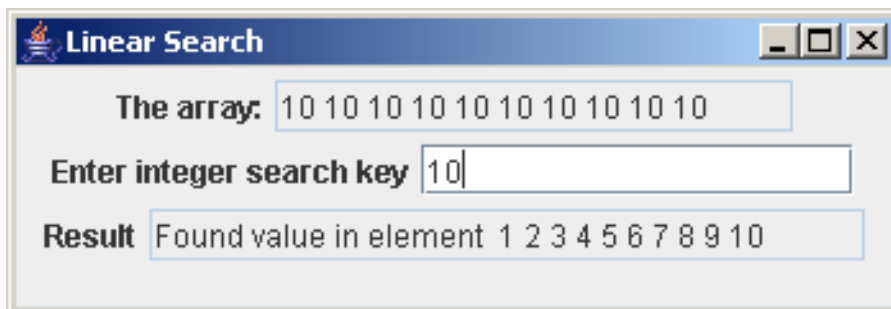 Linear Search
The array: 10 10 10 10 10 10 10 10 10 10
Enter integer search key 10
Result Found value in element 1 2 3 4 5 6 7 8 9 10